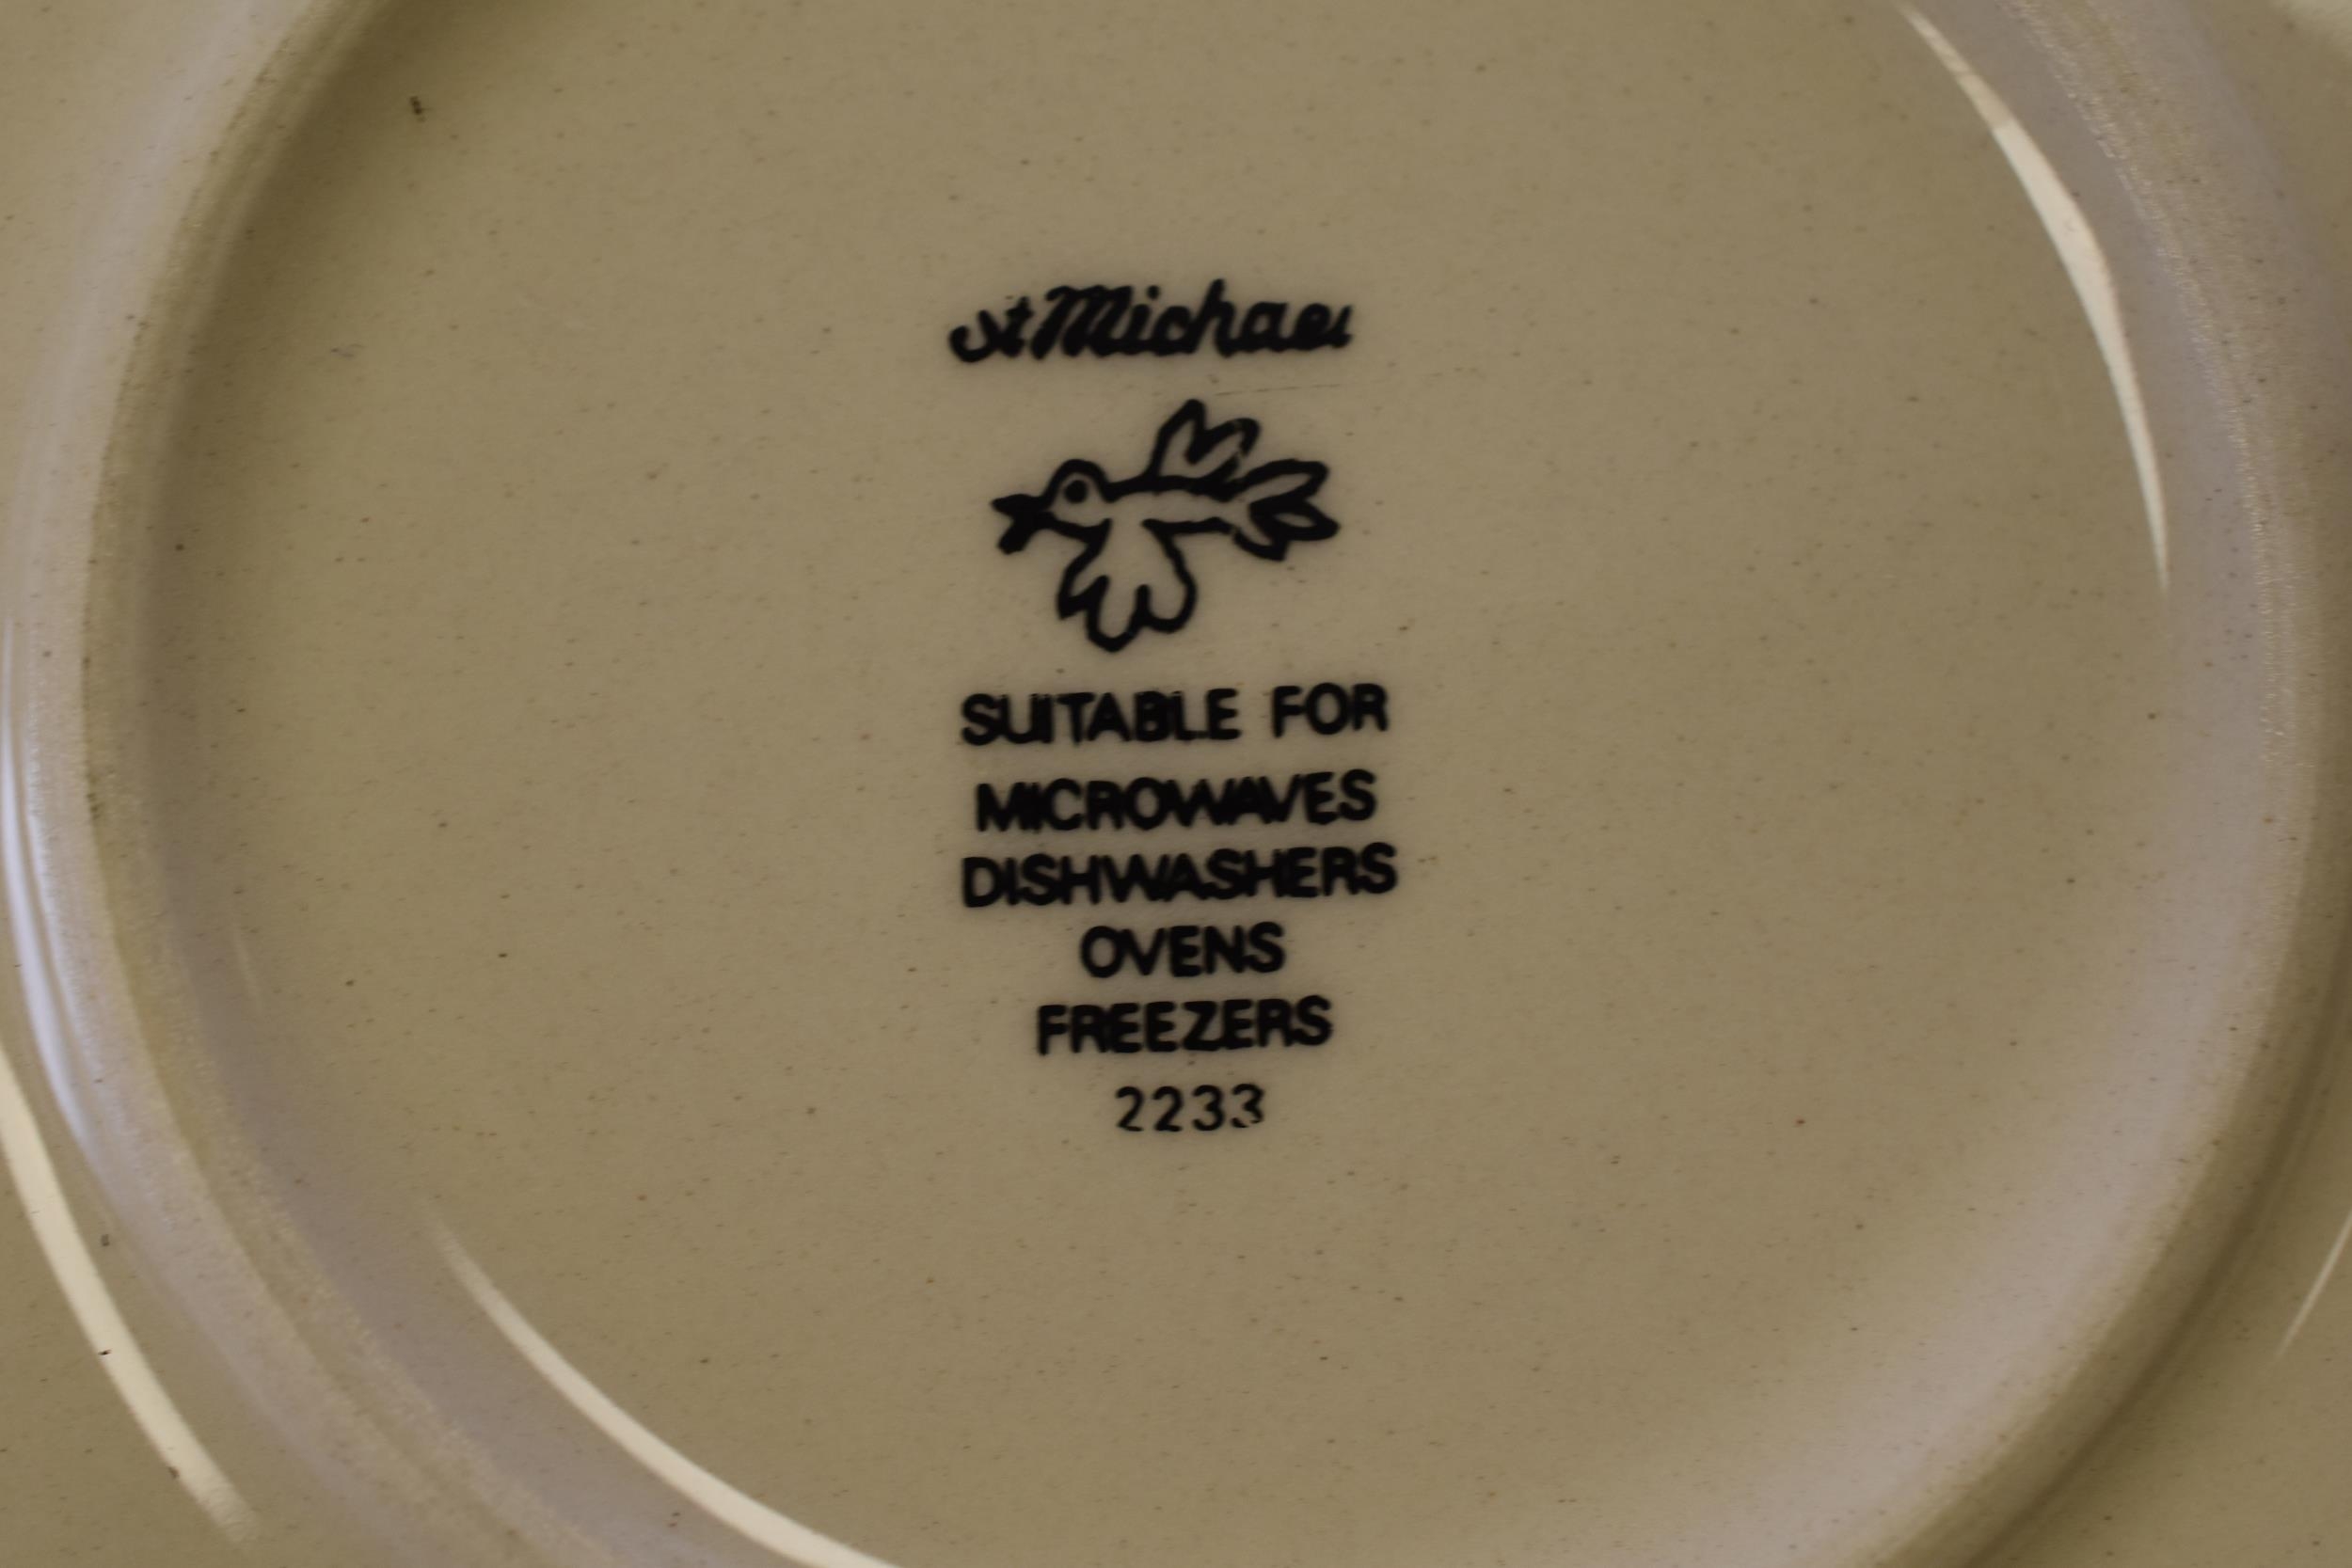 St Michael
SUITABLE FOR
MICROWAVES
DISHWASHERS
OVENS
FREEZERS
2233